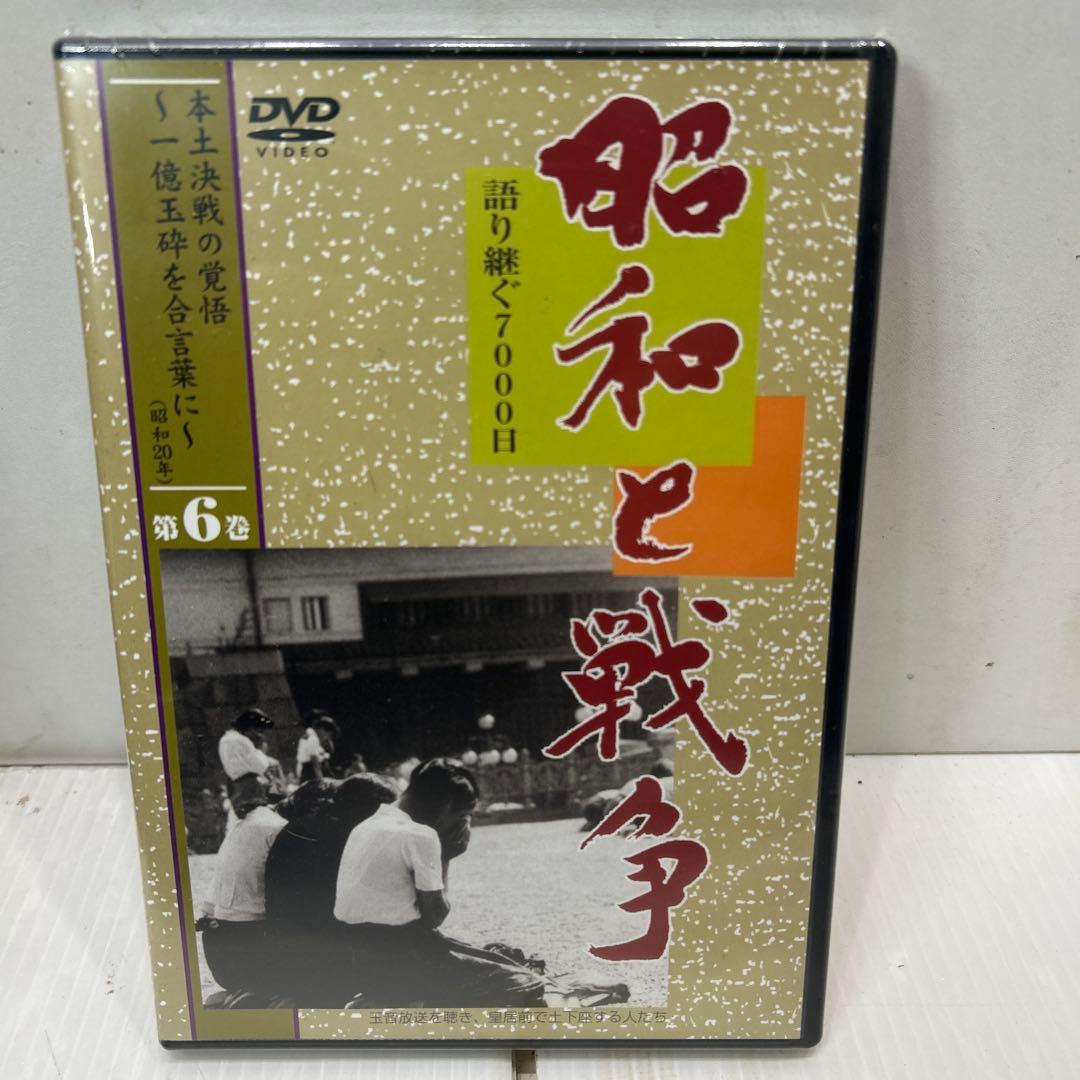 昭和と戦争
語り継ぐ7000日
DVD
VIDEO
本土決戦の覚悟
～一億玉砕を合言葉に～
（昭和20年）
第6巻
玉音放送を聴き、皇居前で土下座する人たち